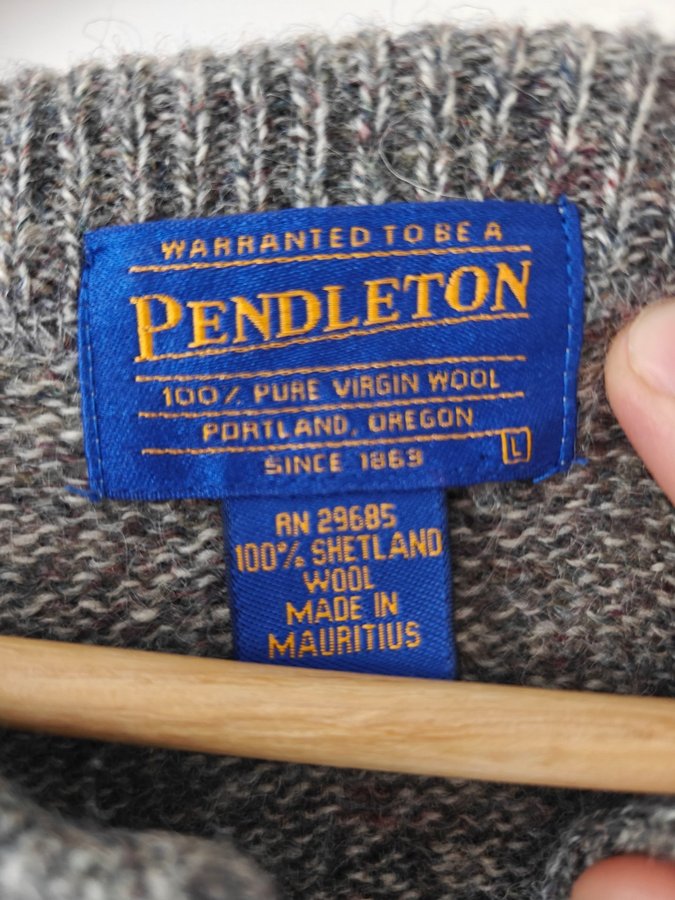 WARRANTED TO BE A
PENDLETON
100% PURE VIRGIN WOOL
PORTLAND, OREGON
SINCE 1863
L
RN 29685
100% SHETLAND
WOOL
MADE IN
MAURITIUS